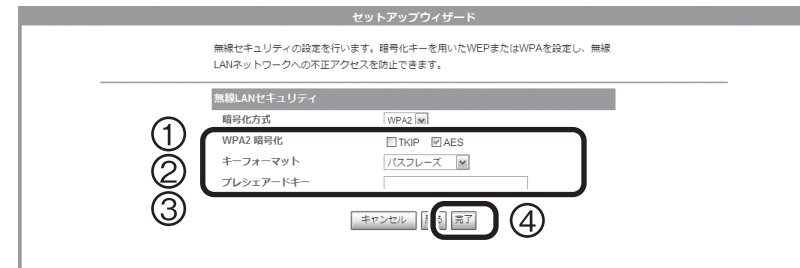 セットアップウィザード
無線セキュリティの設定を行います。暗号化キーを用いたWEPまたはWPAを設定し、無線
LANネットワークへの不正アクセスを防止できます。
無線LANセキュリティ
暗号化方式 WPA2
① WPA2 暗号化 TKIP AES
② キーフォーマット パスフレーズ
③ プレシェアードキー
キャンセル 完了 ④